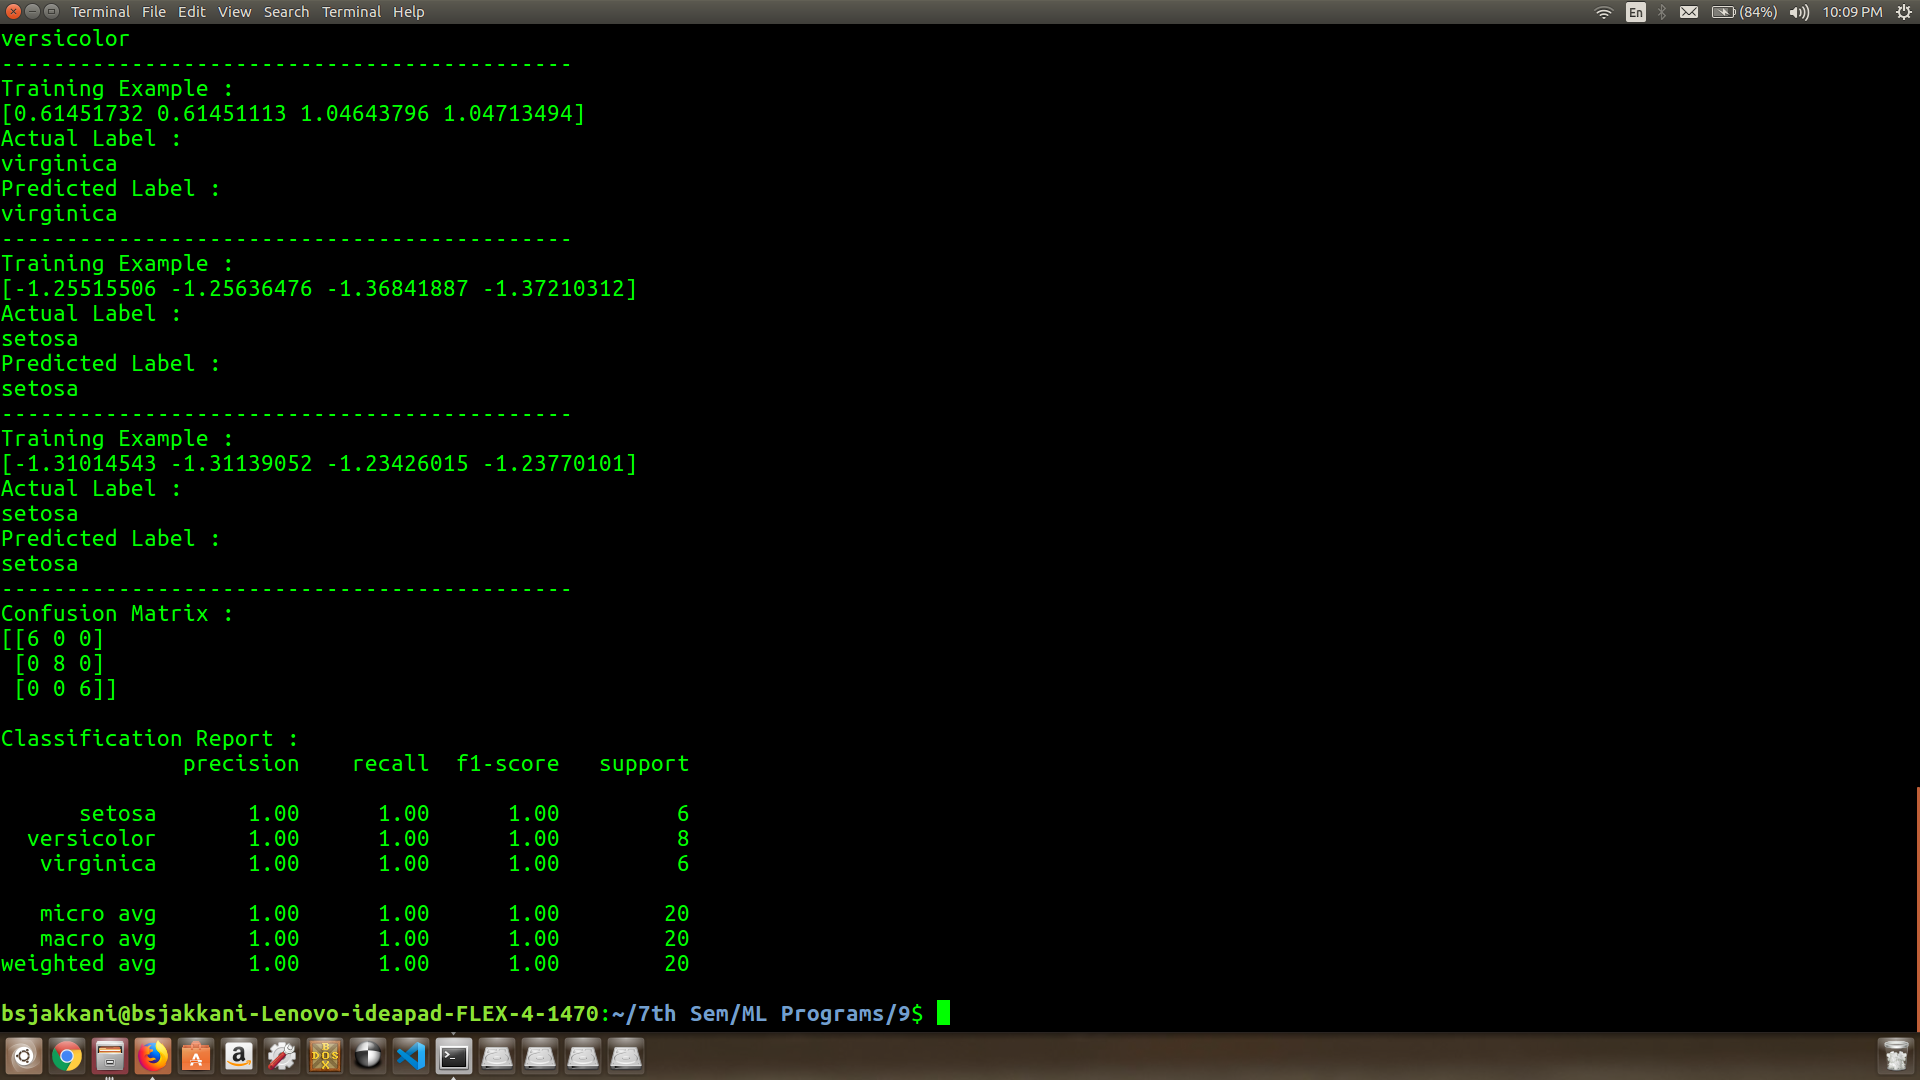 Terminal File Edit View Search Terminal Help En (84%) 10:09 PM
versicolor
--------------------------------------------
Training Example :
[0.61451732 0.61451113 1.04643796 1.04713494]
Actual Label :
virginica
Predicted Label :
virginica
--------------------------------------------
Training Example :
[-1.25515506 -1.25636476 -1.36841887 -1.37210312]
Actual Label :
setosa
Predicted Label :
setosa
--------------------------------------------
Training Example :
[-1.31014543 -1.31139052 -1.23426015 -1.23770101]
Actual Label :
setosa
Predicted Label :
setosa
--------------------------------------------
Confusion Matrix :
[[6 0 0]
 [0 8 0]
 [0 0 6]]
Classification Report :
              precision    recall  f1-score   support
      setosa       1.00      1.00      1.00         6
  versicolor       1.00      1.00      1.00         8
   virginica       1.00      1.00      1.00         6
   micro avg       1.00      1.00      1.00        20
   macro avg       1.00      1.00      1.00        20
weighted avg       1.00      1.00      1.00        20
bsjakkani@bsjakkani-Lenovo-ideapad-FLEX-4-1470:~/7th Sem/ML Programs/9$